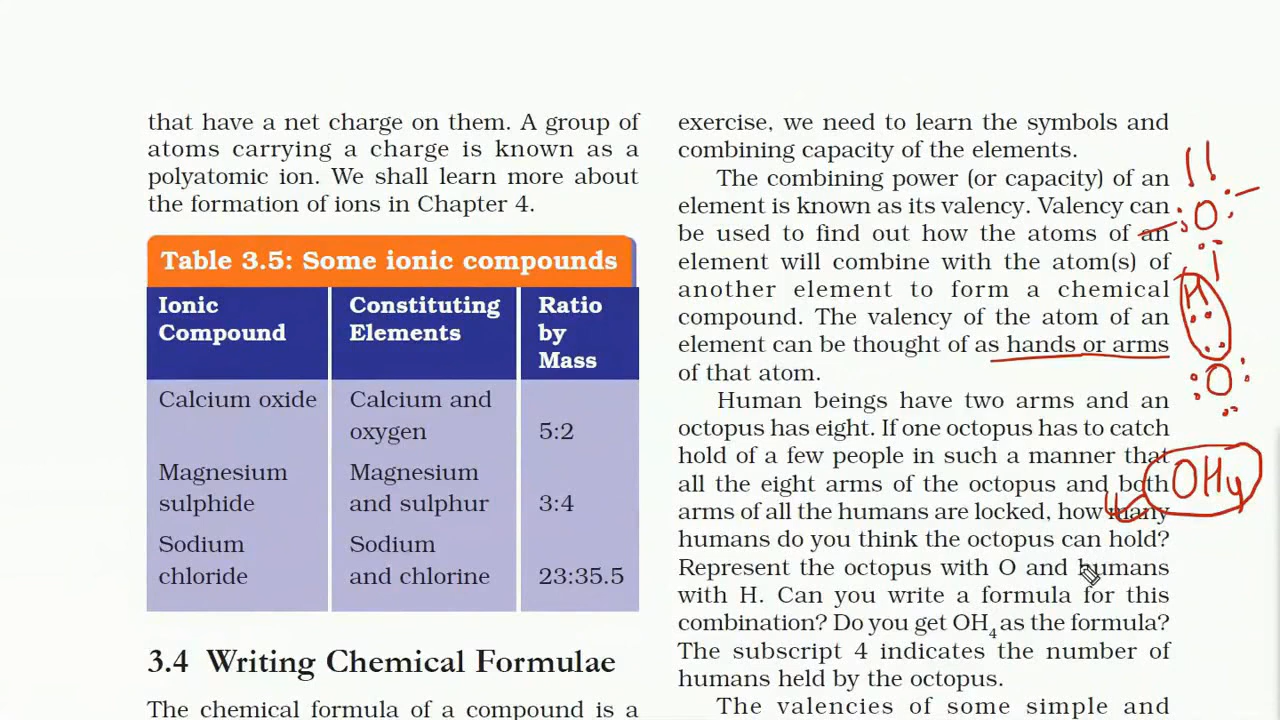 that have a net charge on them. A group of
atoms carrying a charge is known as a
polyatomic ion. We shall learn more about
the formation of ions in Chapter 4.
Table 3.5: Some ionic compounds
Ionic Compound Constituting Elements Ratio by Mass
Calcium oxide Calcium and oxygen 5:2
Magnesium sulphide Magnesium and sulphur 3:4
Sodium chloride Sodium and chlorine 23:35.5
3.4 Writing Chemical Formulae
The chemical formula of a compound is a
exercise, we need to learn the symbols and
combining capacity of the elements.
The combining power (or capacity) of an
element is known as its valency. Valency can
be used to find out how the atoms of an
element will combine with the atom(s) of
another element to form a chemical
compound. The valency of the atom of an
element can be thought of as hands or arms
of that atom.
Human beings have two arms and an
octopus has eight. If one octopus has to catch
hold of a few people in such a manner that
all the eight arms of the octopus and both
arms of all the humans are locked, how many
humans do you think the octopus can hold?
Represent the octopus with O and humans
with H. Can you write a formula for this
combination? Do you get OH₄ as the formula?
The subscript 4 indicates the number of
humans held by the octopus.
The valencies of some simple and
O
H
O
OH₄